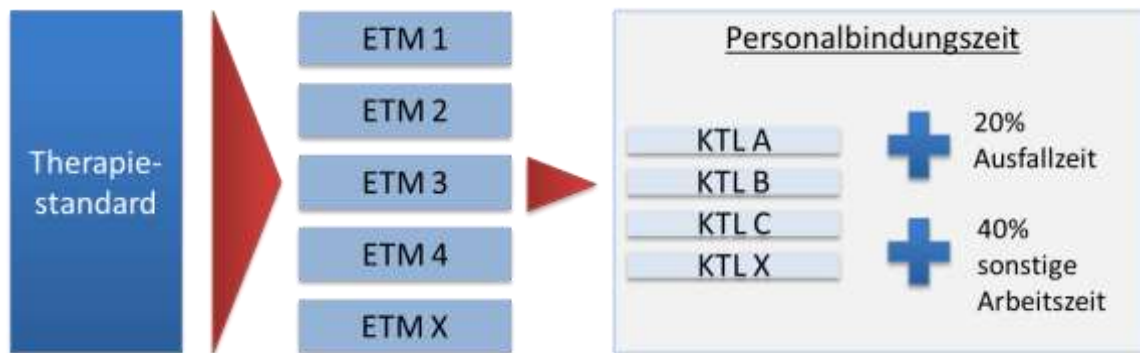 Therapie-
standard
ETM 1
ETM 2
ETM 3
ETM 4
ETM X
Personalbindungszeit
KTL A
KTL B
KTL C
KTL X
20%
Ausfallzeit
40%
sonstige
Arbeitszeit